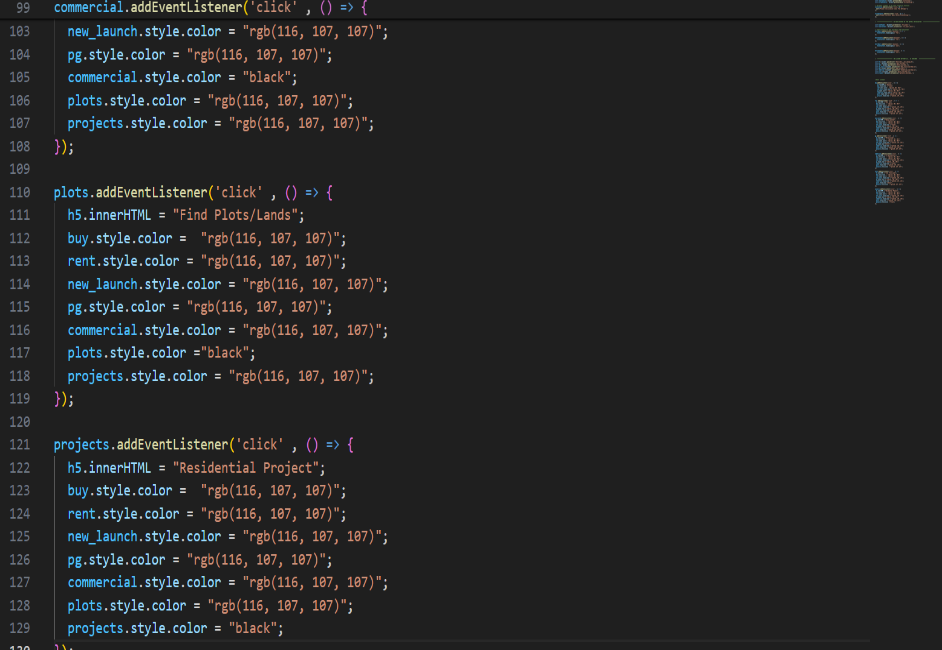 99 commercial.addEventListener('click' , () => {
103 new_launch.style.color = "rgb(116, 107, 107)";
104 pg.style.color = "rgb(116, 107, 107)";
105 commercial.style.color = "black";
106 plots.style.color = "rgb(116, 107, 107)";
107 projects.style.color = "rgb(116, 107, 107)";
108 });
109
110 plots.addEventListener('click' , () => {
111 h5.innerHTML = "Find Plots/Lands";
112 buy.style.color =  "rgb(116, 107, 107)";
113 rent.style.color = "rgb(116, 107, 107)";
114 new_launch.style.color = "rgb(116, 107, 107)";
115 pg.style.color = "rgb(116, 107, 107)";
116 commercial.style.color = "rgb(116, 107, 107)";
117 plots.style.color ="black";
118 projects.style.color = "rgb(116, 107, 107)";
119 });
120
121 projects.addEventListener('click' , () => {
122 h5.innerHTML = "Residential Project";
123 buy.style.color =  "rgb(116, 107, 107)";
124 rent.style.color = "rgb(116, 107, 107)";
125 new_launch.style.color = "rgb(116, 107, 107)";
126 pg.style.color = "rgb(116, 107, 107)";
127 commercial.style.color = "rgb(116, 107, 107)";
128 plots.style.color = "rgb(116, 107, 107)";
129 projects.style.color = "black";
130 });